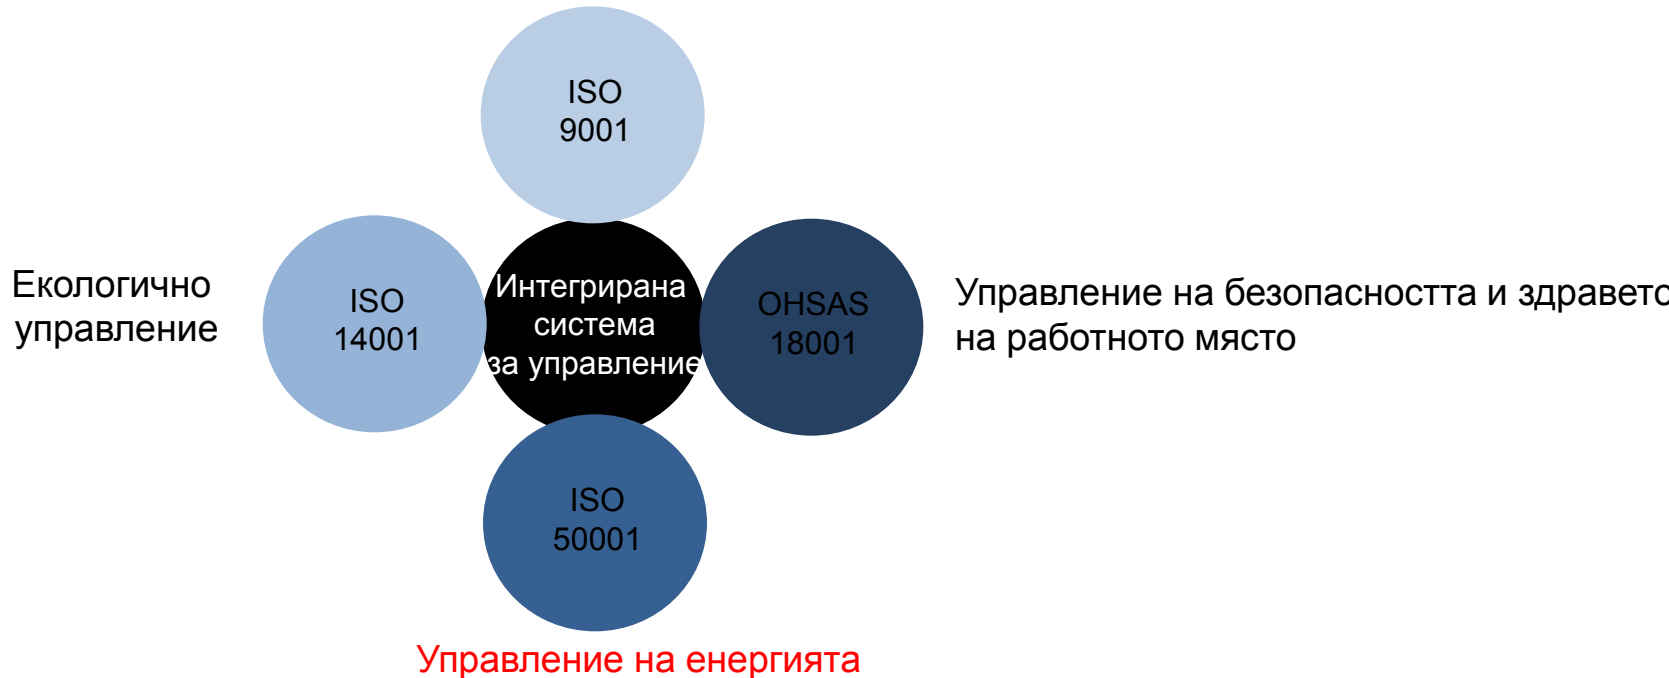 ISO
9001
Екологично
управление
ISO
14001
Интегрирана
система
за управление
OHSAS
18001
Управление на безопасността и здравето
на работното място
ISO
50001
Управление на енергията